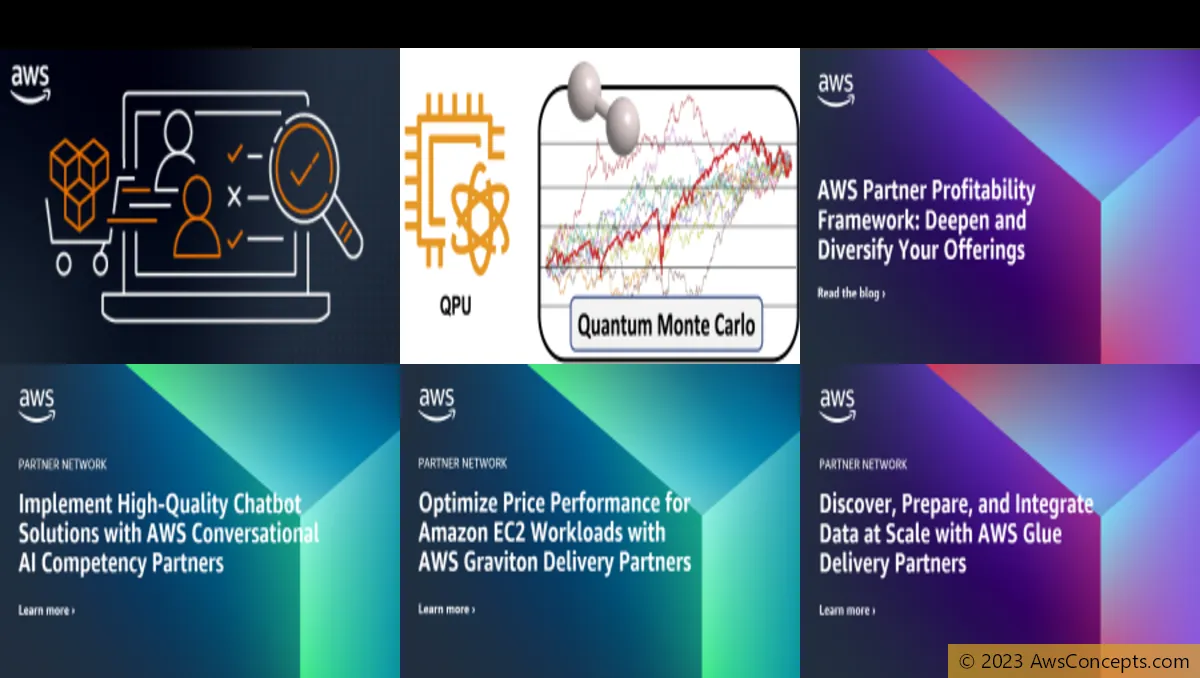 aws
QPU
Quantum Monte Carlo
aws
AWS Partner Profitability
Framework: Deepen and
Diversify Your Offerings
Read the blog ›
aws
PARTNER NETWORK
Implement High-Quality Chatbot
Solutions with AWS Conversational
AI Competency Partners
Learn more ›
aws
PARTNER NETWORK
Optimize Price Performance for
Amazon EC2 Workloads with
AWS Graviton Delivery Partners
Learn more ›
aws
PARTNER NETWORK
Discover, Prepare, and Integrate
Data at Scale with AWS Glue
Delivery Partners
Learn more ›
© 2023 AwsConcepts.com